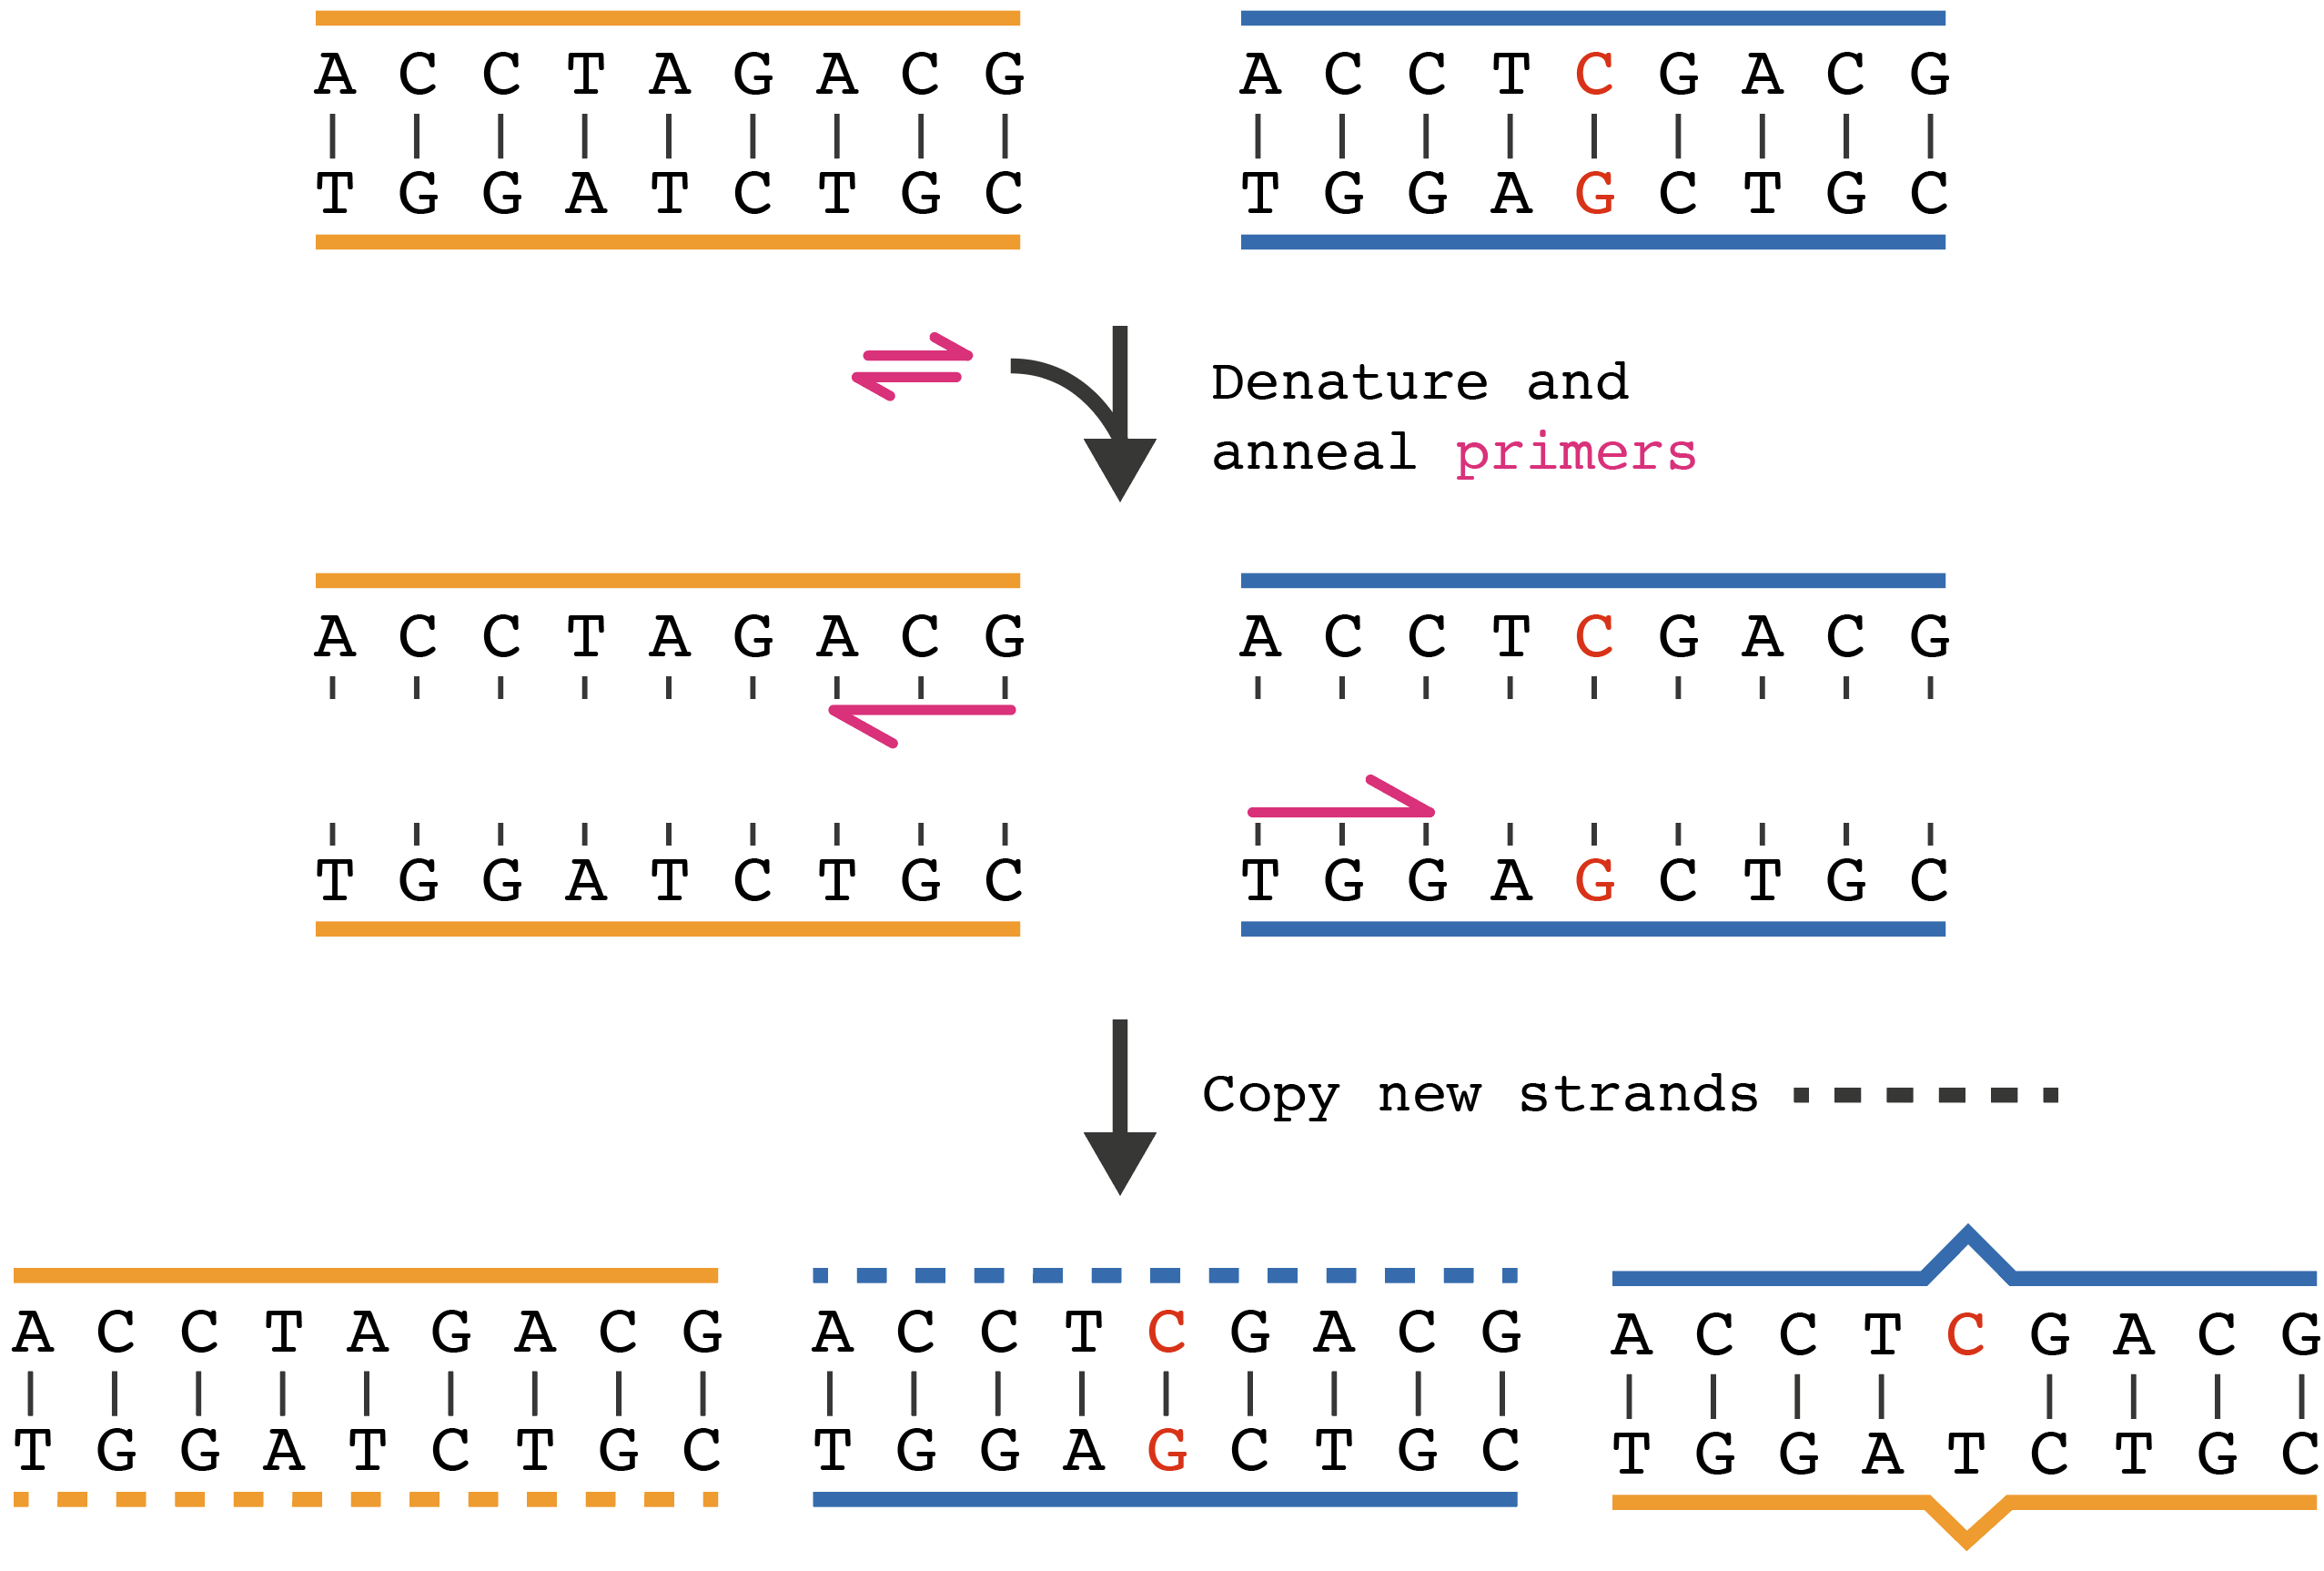 A C C T A G A C G A C C T C G A C G
T G G A T C T G C T G G A G C T G C
Denature and
anneal primers
A C C T A G A C G A C C T C G A C G
T G G A T C T G C T G G A G C T G C
Copy new strands
A C C T A G A C G A C C T C G A C G A C C T C G A C G
T G G A T C T G C T G G A G C T G C T G G A T C T G C